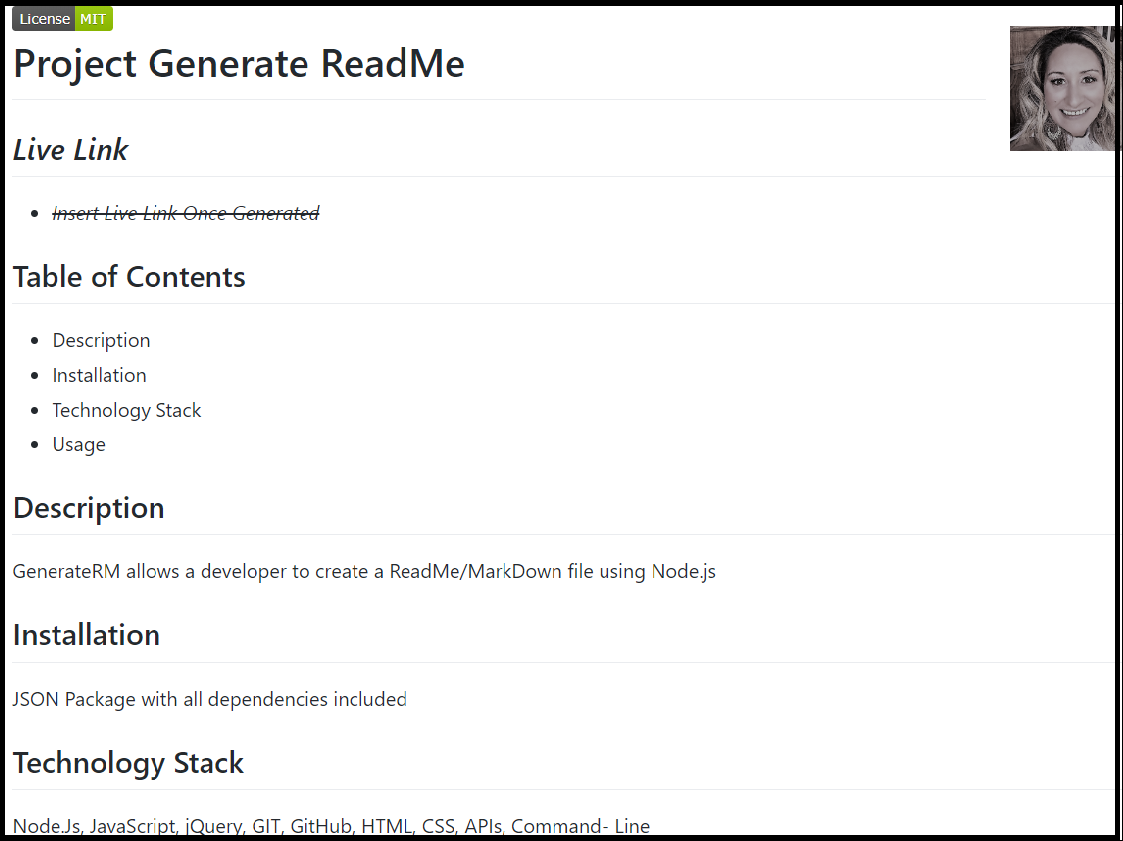 License MIT
Project Generate ReadMe
Live Link
Insert Live Link Once Generated
Table of Contents
Description
Installation
Technology Stack
Usage
Description
GenerateRM allows a developer to create a ReadMe/MarkDown file using Node.js
Installation
JSON Package with all dependencies included
Technology Stack
Node.Js, JavaScript, jQuery, GIT, GitHub, HTML, CSS, APIs, Command- Line